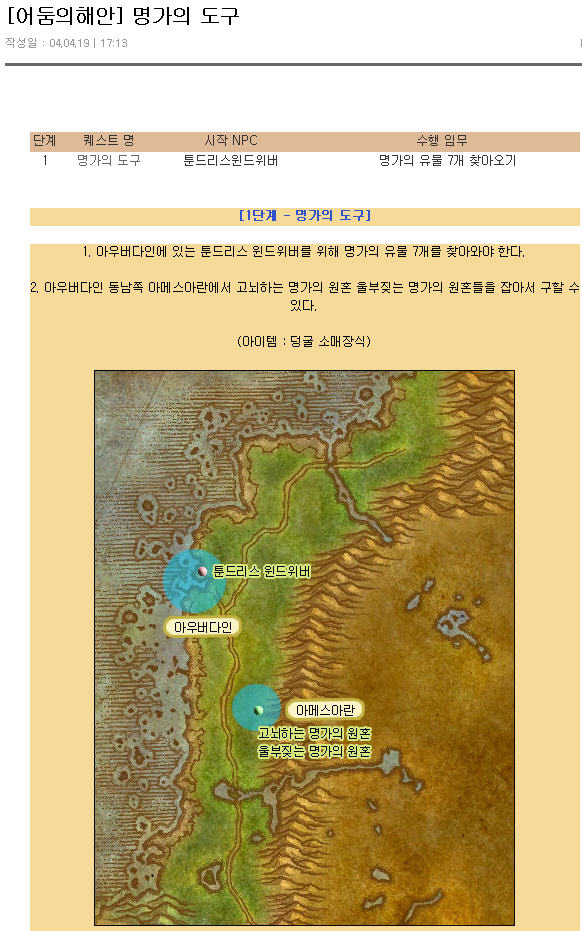 [어둠의해안] 명가의 도구
작성일 : 04.04.19 | 17:13
단계 퀘스트 명 시작 NPC 수행 임무
1 명가의 도구 툰드리스윈드위버 명가의 유물 7개 찾아오기
[1단계 - 명가의 도구]
1. 아우버다인에 있는 툰드리스 윈드위버를 위해 명가의 유물 7개를 찾아와야 한다.
2. 아우버다인 동남쪽 아메스아란에서 고뇌하는 명가의 원혼 울부짖는 명가의 원혼들을 잡아서 구할 수
있다.
(아이템 : 덩굴 소매장식)
툰드리스 윈드위버
아우버다인
아메스아란
고뇌하는 명가의 원혼
울부짖는 명가의 원혼